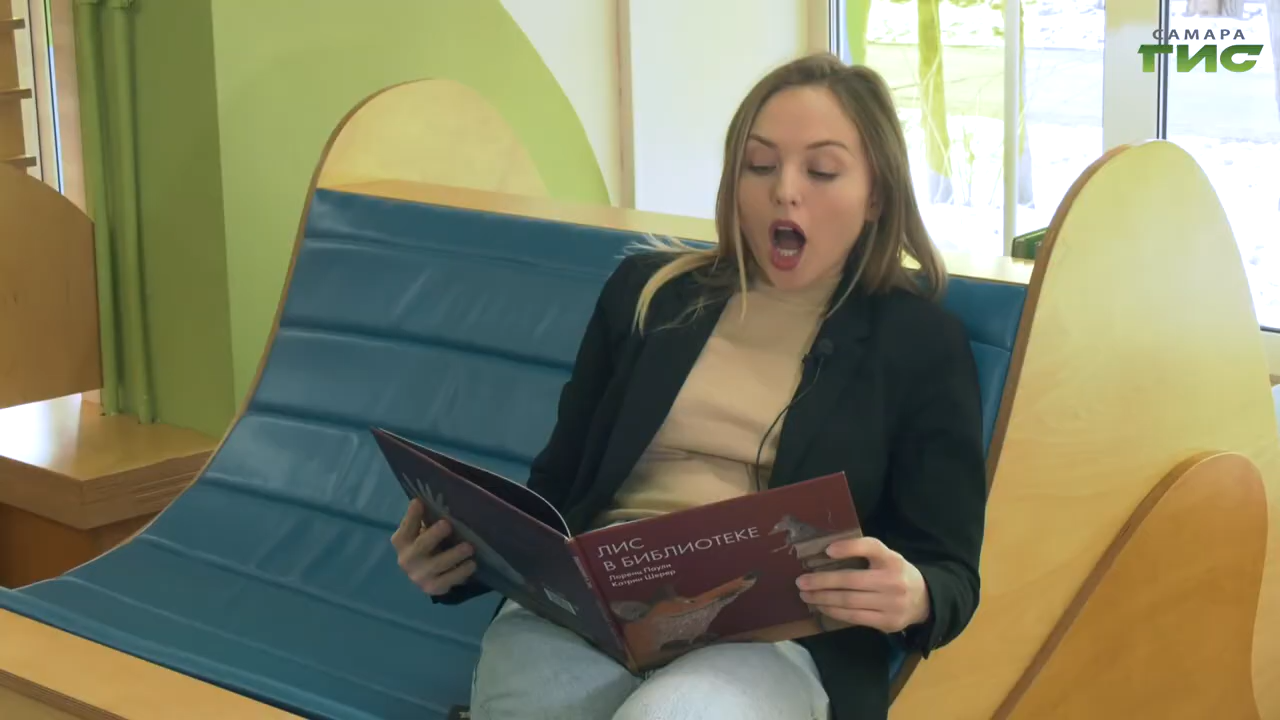 САМАРА
ГИС
ЛИС
В БИБЛИОТЕКЕ
Лоренц Паули
Катрин Шерер